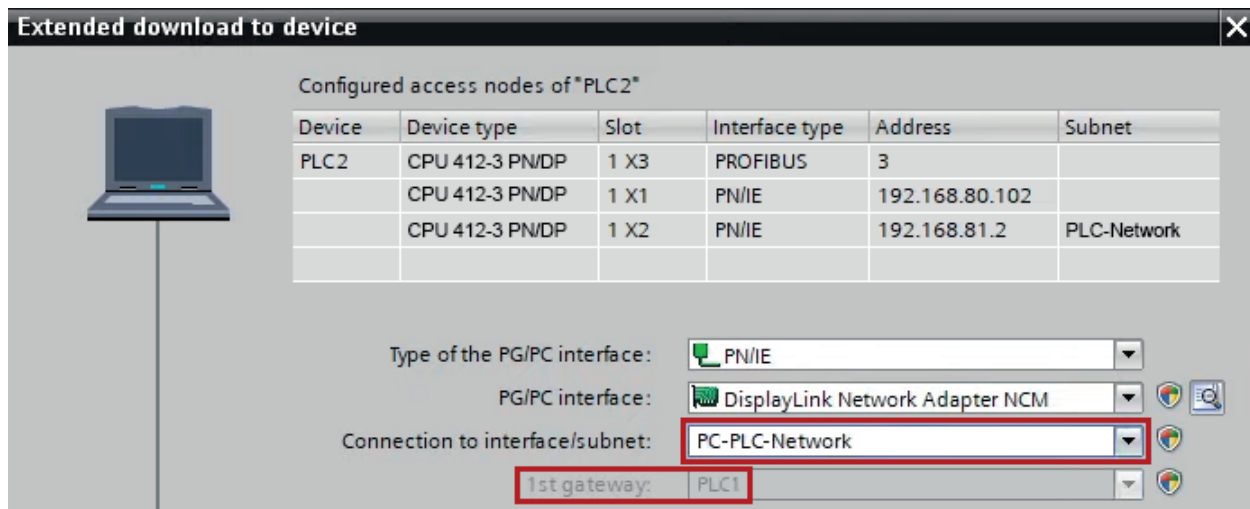 Extended download to device
Configured access nodes of "PLC2"
Device Device type Slot Interface type Address Subnet
PLC2 CPU 412-3 PN/DP 1 X3 PROFIBUS 3
CPU 412-3 PN/DP 1 X1 PN/IE 192.168.80.102
CPU 412-3 PN/DP 1 X2 PN/IE 192.168.81.2 PLC-Network
Type of the PG/PC interface: PN/IE
PG/PC interface: DisplayLink Network Adapter NCM
Connection to interface/subnet: PC-PLC-Network
1st gateway: PLC1